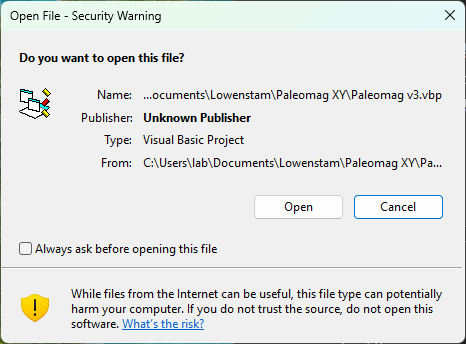 Open File - Security Warning
Do you want to open this file?
Name: ...ocuments\Lowenstam\Paleomag XY\Paleomag v3.vbp
Publisher: Unknown Publisher
Type: Visual Basic Project
From: C:\Users\lab\Documents\Lowenstam\Paleomag XY\Pa...
Open Cancel
Always ask before opening this file
While files from the Internet can be useful, this file type can potentially
harm your computer. If you do not trust the source, do not open this
software. What's the risk?